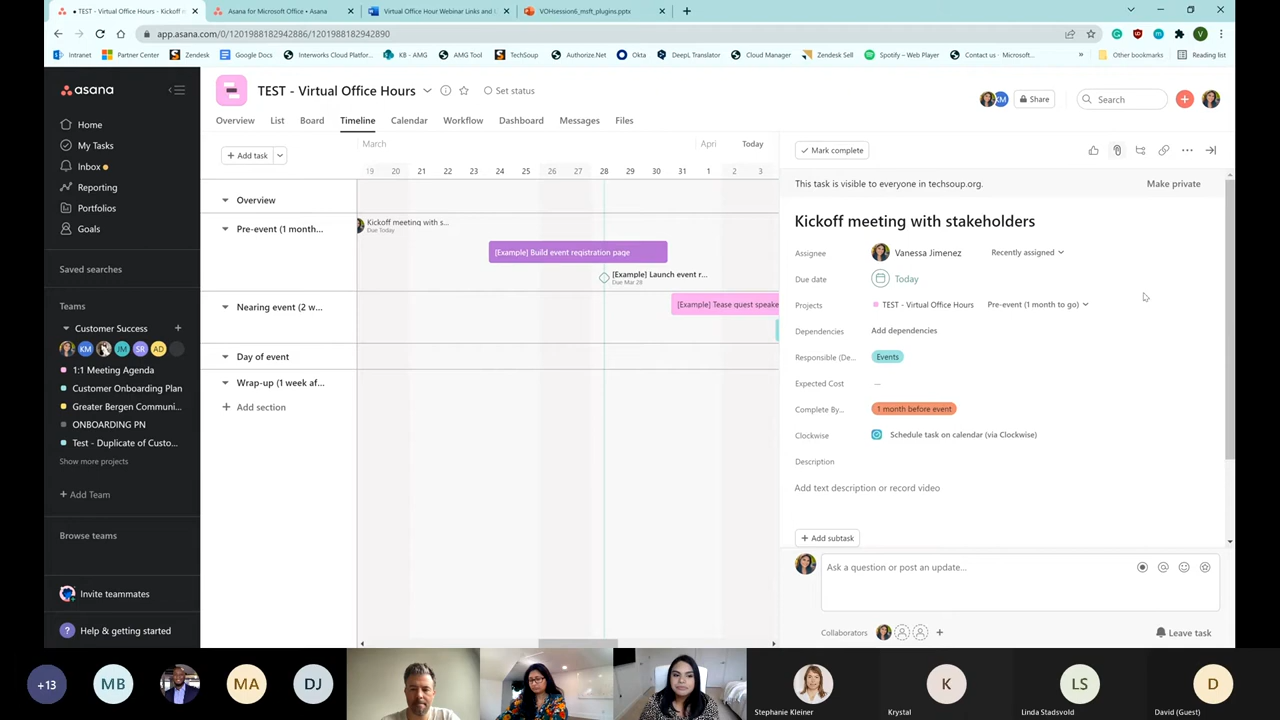 • TEST - Virtual Office Hours - Kickoff m
Asana for Microsoft Office • Asana
Virtual Office Hour Webinar Links and
VOHsession6_msft_plugins.pptx
app.asana.com/0/1201988182942886/1201988182942890
V
Intranet
Partner Center
Zendesk
Google Docs
Interworks Cloud Platfor...
KB - AMG
AMG Tool
TechSoup
Authorize.Net
Okta
DeepL Translator
Cloud Manager
Zendesk Sell
Spotify – Web Player
Contact us · Microsoft...
»
Other bookmarks
Reading list
asana
Home
My Tasks
Inbox
Reporting
Portfolios
Goals
Saved searches
Teams
Customer Success
KM
JM
SR
AD
1:1 Meeting Agenda
Customer Onboarding Plan
Greater Bergen Communi...
ONBOARDING PN
Test - Duplicate of Custo...
Show more projects
+ Add Team
Browse teams
Invite teammates
? Help & getting started
TEST - Virtual Office Hours
Set status
KM
Share
Search
Overview
List
Board
Timeline
Calendar
Workflow
Dashboard
Messages
Files
+ Add task
March
April
Today
19 20 21 22 23 24 25 26 27 28 29 30 31 1 2 3
Overview
Pre-event (1 month...
Kickoff meeting with s...
Due Today
[Example] Build event registration page
[Example] Launch event r...
Due Mar 28
Nearing event (2 w...
[Example] Tease guest speake
Day of event
Wrap-up (1 week af...
+ Add section
Mark complete
This task is visible to everyone in techsoup.org.
Make private
Kickoff meeting with stakeholders
Assignee
Vanessa Jimenez
Recently assigned
Due date
Today
Projects
TEST - Virtual Office Hours
Pre-event (1 month to go)
Dependencies
Add dependencies
Responsible (De...
Events
Expected Cost
—
Complete By...
1 month before event
Clockwise
Schedule task on calendar (via Clockwise)
Description
Add text description or record video
+ Add subtask
Ask a question or post an update...
Collaborators
Leave task
+13
MB
MA
DJ
Stephanie Kleiner
K
Krystal
LS
Linda Stadsvold
D
David (Guest)